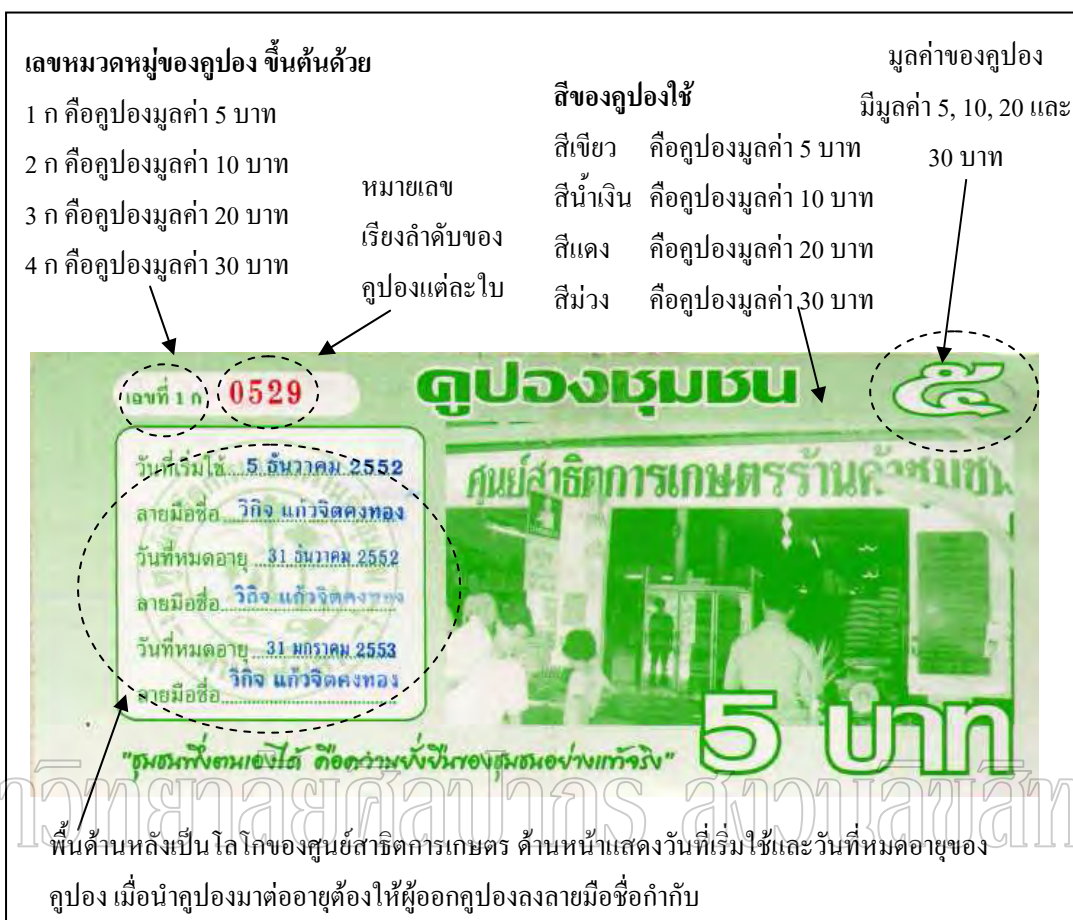 เลขหมวดหมู่ของคูปอง ขึ้นต้นด้วย
1 ก คือคูปองมูลค่า 5 บาท
2 ก คือคูปองมูลค่า 10 บาท
3 ก คือคูปองมูลค่า 20 บาท
4 ก คือคูปองมูลค่า 30 บาท
หมายเลข
เรียงลำดับของ
คูปองแต่ละใบ
สีของคูปองใช้
สีเขียว คือคูปองมูลค่า 5 บาท
สีน้ำเงิน คือคูปองมูลค่า 10 บาท
สีแดง คือคูปองมูลค่า 20 บาท
สีม่วง คือคูปองมูลค่า 30 บาท
มูลค่าของคูปอง
มีมูลค่า 5, 10, 20 และ
30 บาท
เลขที่ 1 ก 0529
คูปองชุมชน
๕
วันที่เริ่มใช้ 5 ธันวาคม 2552
ลายมือชื่อ วิกิจ แก้วจิตคงทอง
วันที่หมดอายุ 31 ธันวาคม 2552
ลายมือชื่อ วิกิจ แก้วจิตคงทอง
วันที่หมดอายุ 31 มกราคม 2553
ลายมือชื่อ วิกิจ แก้วจิตคงทอง
ศูนย์สาธิตการเกษตรร้านค้าชุมชน
5 บาท
"ชุมชนพึ่งตนเองได้ คือความยั่งยืนของชุมชนอย่างแท้จริง"
พื้นด้านหลังเป็นโลโกของศูนย์สาธิตการเกษตร ด้านหน้าแสดงวันที่เริ่มใช้และวันที่หมดอายุของ
คูปอง เมื่อนำคูปองมาต่ออายุต้องให้ผู้ออกคูปองลงลายมือชื่อกำกับ